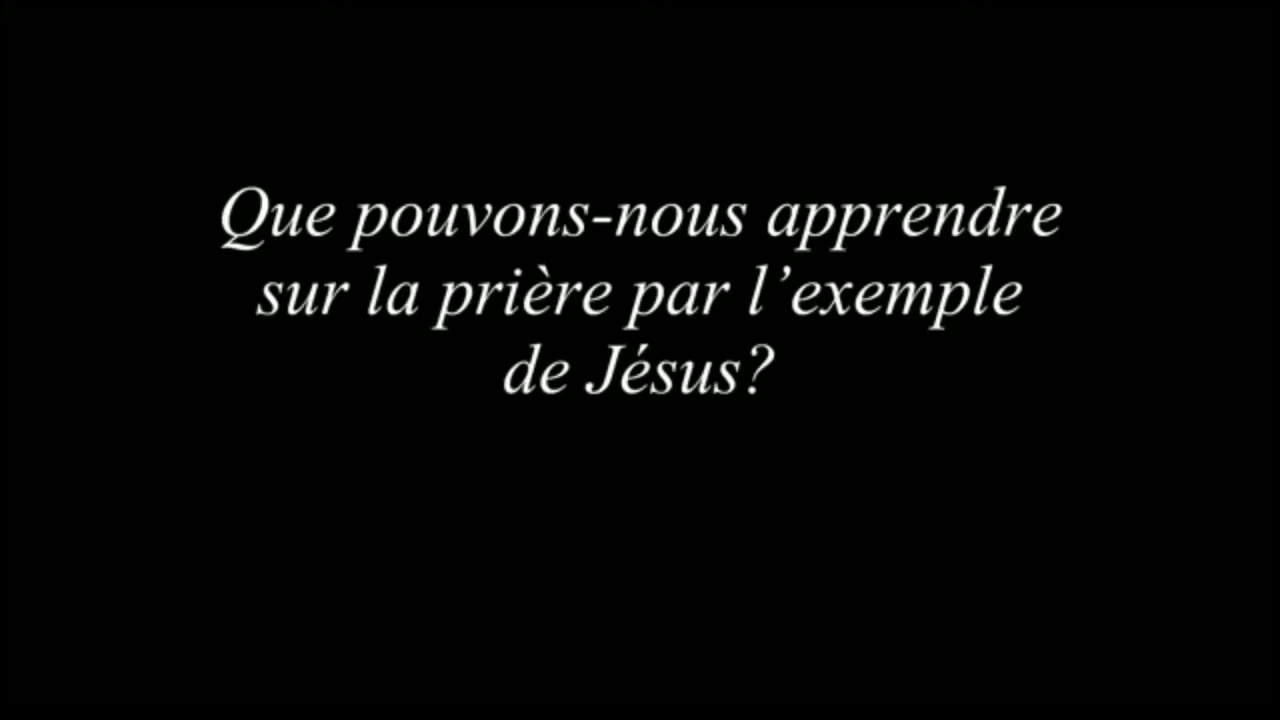 Que pouvons-nous apprendre
sur la prière par l’exemple
de Jésus?